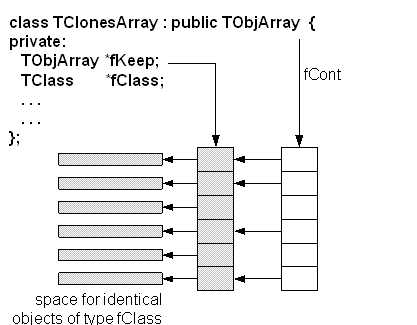 class TClonesArray : public TObjArray {
private:
TObjArray *fKeep;
TClass *fClass;
. . .
. . .
};
fCont
space for identical
objects of type fClass